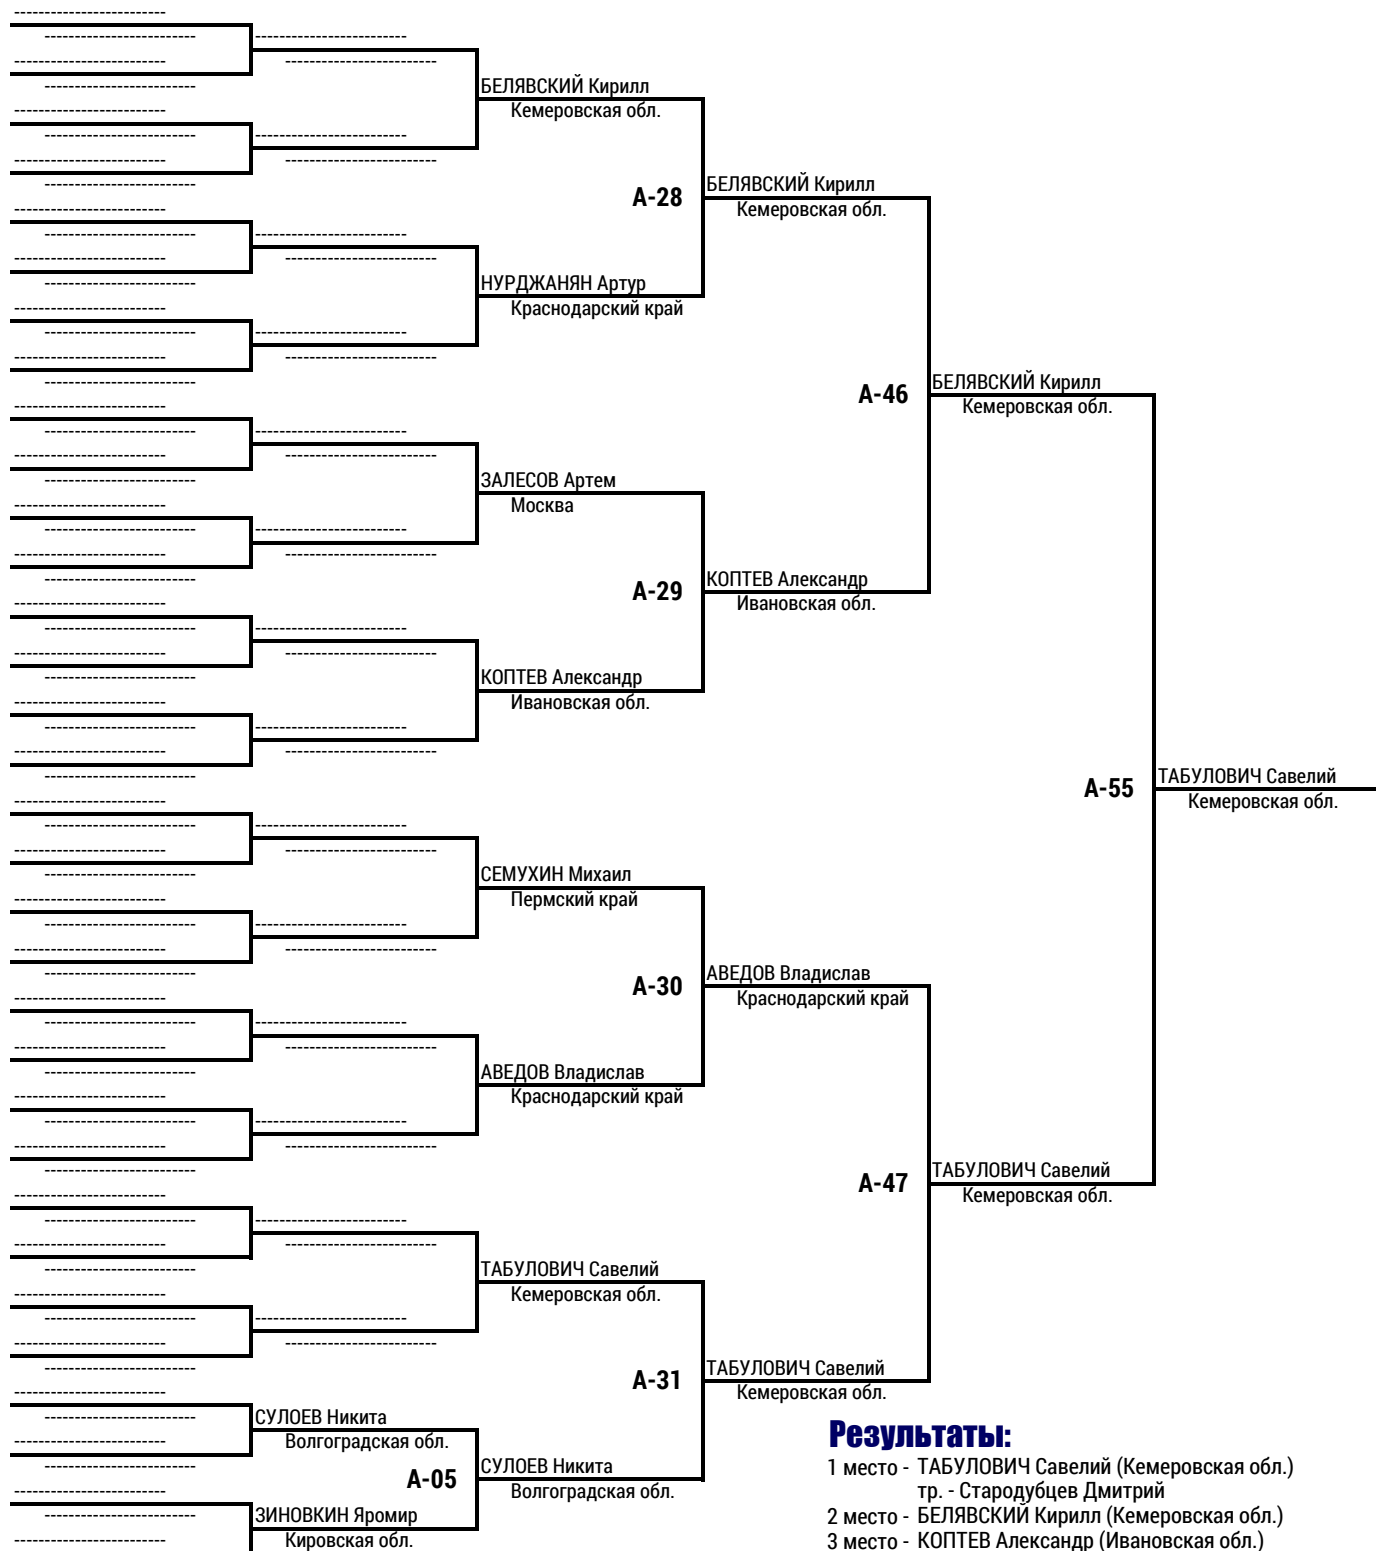 БЕЛЯВСКИЙ Кирилл
Кемеровская обл.
А-28
БЕЛЯВСКИЙ Кирилл
Кемеровская обл.
НУРДЖАНЯН Артур
Краснодарский край
А-46
БЕЛЯВСКИЙ Кирилл
Кемеровская обл.
ЗАЛЕСОВ Артем
Москва
А-29
КОПТЕВ Александр
Ивановская обл.
КОПТЕВ Александр
Ивановская обл.
А-55
ТАБУЛОВИЧ Савелий
Кемеровская обл.
СЕМУХИН Михаил
Пермский край
А-30
АВЕДОВ Владислав
Краснодарский край
АВЕДОВ Владислав
Краснодарский край
А-47
ТАБУЛОВИЧ Савелий
Кемеровская обл.
ТАБУЛОВИЧ Савелий
Кемеровская обл.
А-31
ТАБУЛОВИЧ Савелий
Кемеровская обл.
СУЛОЕВ Никита
Волгоградская обл.
А-05
СУЛОЕВ Никита
Волгоградская обл.
ЗИНОВКИН Яромир
Кировская обл.
Результаты:
1 место - ТАБУЛОВИЧ Савелий (Кемеровская обл.)
тр. - Стародубцев Дмитрий
2 место - БЕЛЯВСКИЙ Кирилл (Кемеровская обл.)
3 место - КОПТЕВ Александр (Ивановская обл.)